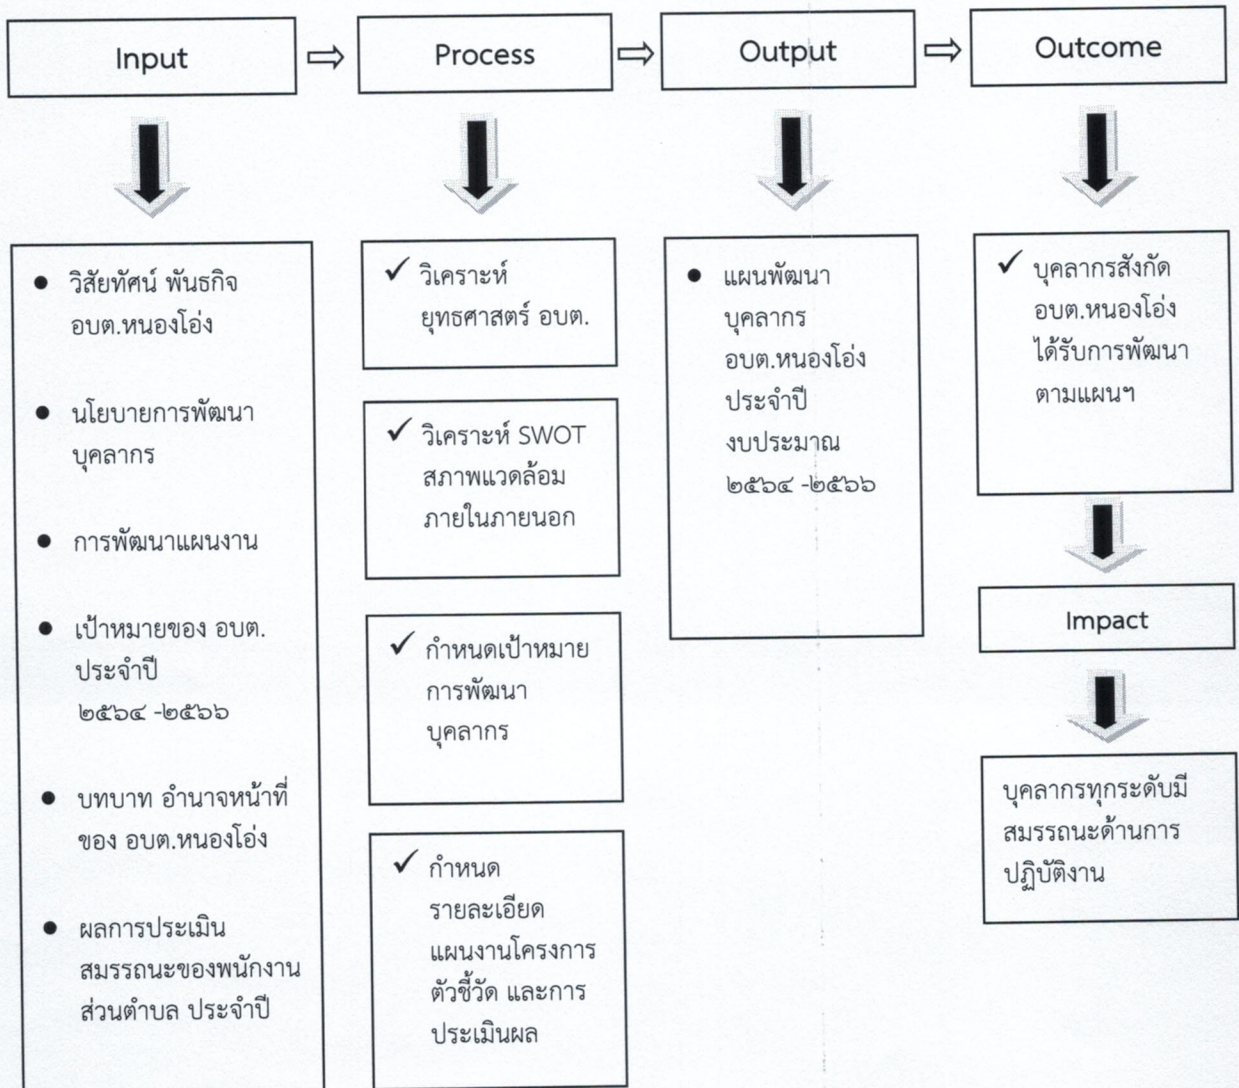 Input
Process
Output
Outcome
● วิสัยทัศน์ พันธกิจ
อบต.หนองโอ่ง
● นโยบายการพัฒนา
บุคลากร
● การพัฒนาแผนงาน
● เป้าหมายของ อบต.
ประจำปี
๒๕๖๔ -๒๕๖๖
● บทบาท อำนาจหน้าที่
ของ อบต.หนองโอ่ง
● ผลการประเมิน
สมรรถนะของพนักงาน
ส่วนตำบล ประจำปี
✓ วิเคราะห์
ยุทธศาสตร์ อบต.
✓ วิเคราะห์ SWOT
สภาพแวดล้อม
ภายในภายนอก
✓ กำหนดเป้าหมาย
การพัฒนา
บุคลากร
✓ กำหนด
รายละเอียด
แผนงานโครงการ
ตัวชี้วัด และการ
ประเมินผล
● แผนพัฒนา
บุคลากร
อบต.หนองโอ่ง
ประจำปี
งบประมาณ
๒๕๖๔ -๒๕๖๖
✓ บุคลากรสังกัด
อบต.หนองโอ่ง
ได้รับการพัฒนา
ตามแผนฯ
Impact
บุคลากรทุกระดับมี
สมรรถนะด้านการ
ปฏิบัติงาน